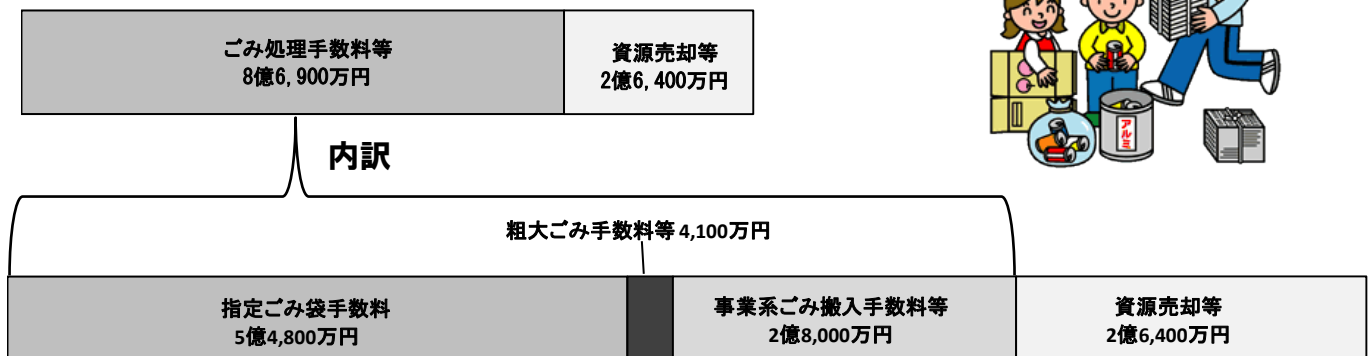 ごみ処理手数料等
8億6,900万円
資源売却等
2億6,400万円
アルミ
内訳
粗大ごみ手数料等 4,100万円
指定ごみ袋手数料
5億4,800万円
事業系ごみ搬入手数料等
2億8,000万円
資源売却等
2億6,400万円